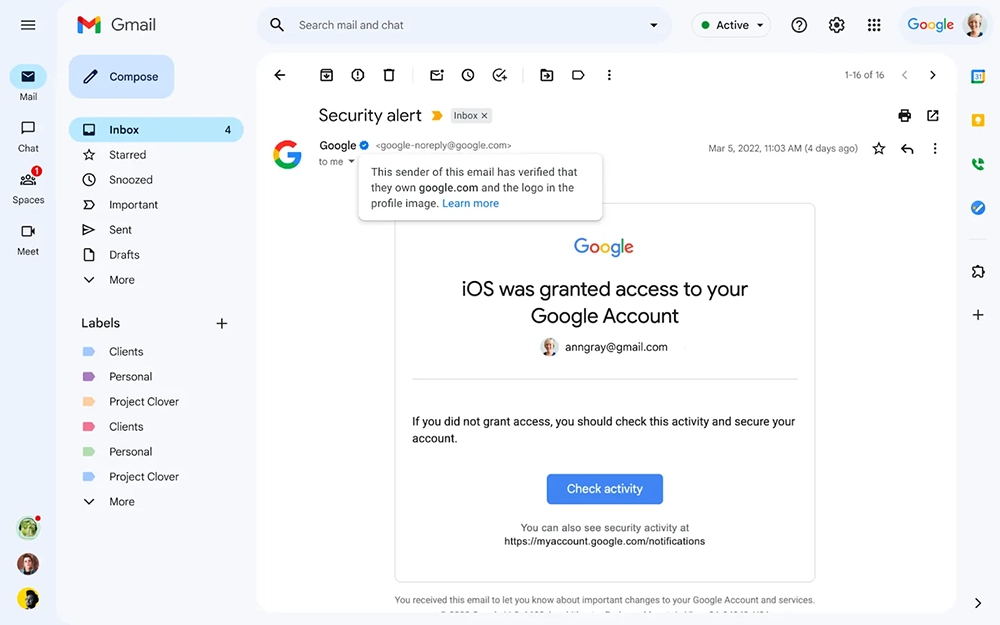 Gmail
Search mail and chat
Active
Google
Mail
Chat
1
Spaces
Meet
Compose
Inbox 4
Starred
Snoozed
Important
Sent
Drafts
More
Labels
Clients
Personal
Project Clover
Clients
Personal
Project Clover
More
1-16 of 16
Security alert
Inbox
Google <google-noreply@google.com>
Mar 5, 2022, 11:03 AM (4 days ago)
to me
This sender of this email has verified that
they own google.com and the logo in the
profile image. Learn more
Google
iOS was granted access to your
Google Account
anngray@gmail.com
If you did not grant access, you should check this activity and secure your
account.
Check activity
You can also see security activity at
https://myaccount.google.com/notifications
You received this email to let you know about important changes to your Google Account and services.
31